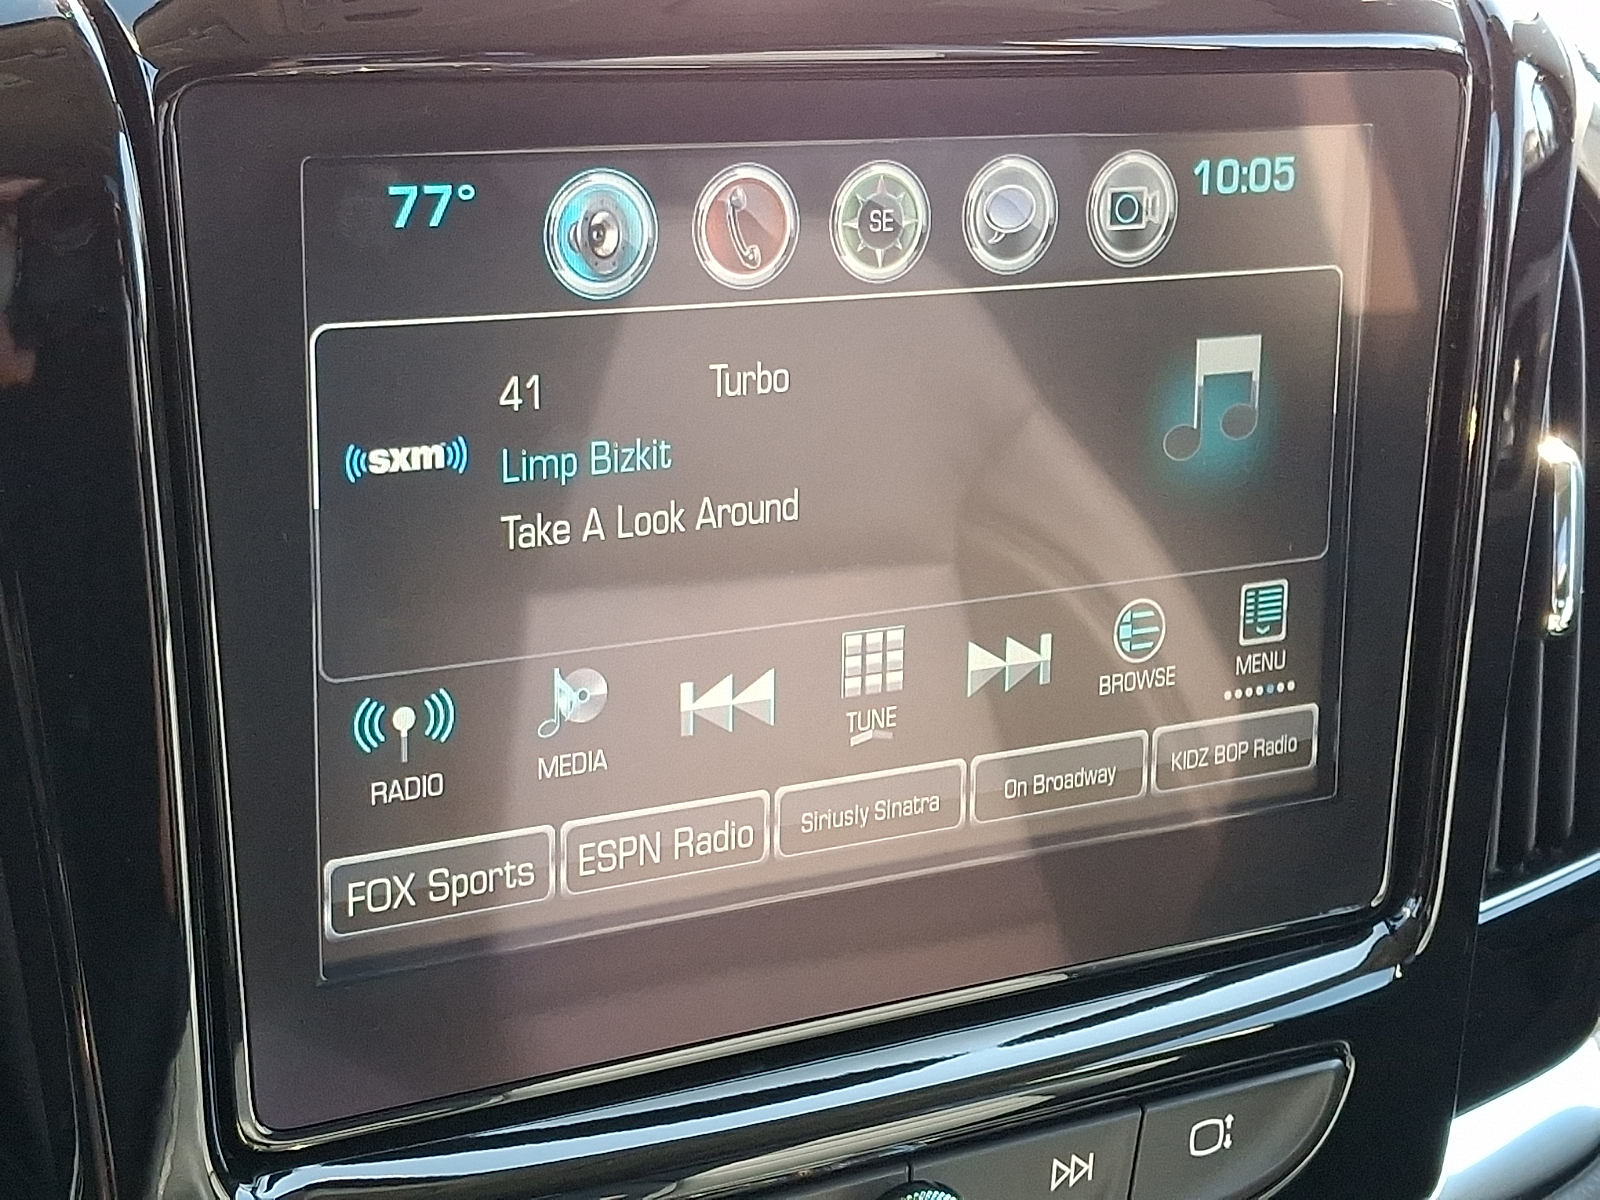 77° SE 10:05
41 Turbo
sxm
Limp Bizkit
Take A Look Around
RADIO MEDIA TUNE BROWSE MENU
FOX Sports ESPN Radio Siriusly Sinatra On Broadway KIDZ BOP Radio